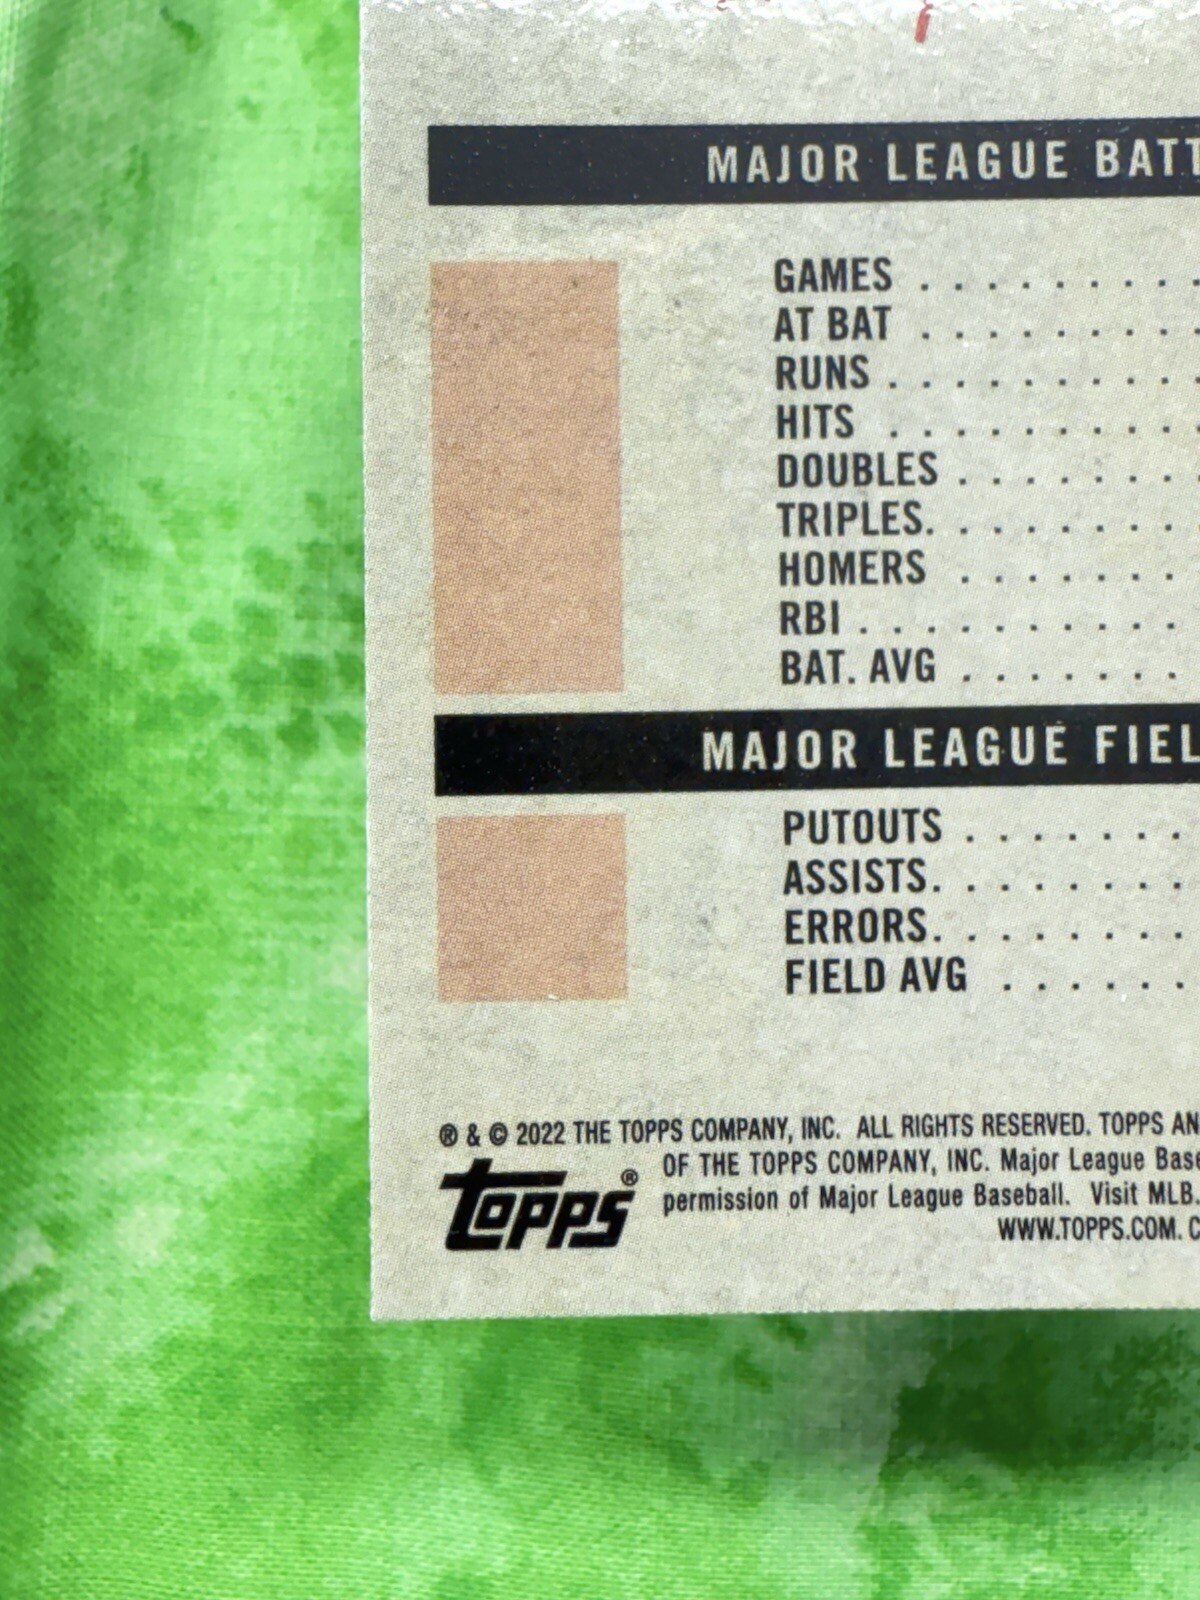 MAJOR LEAGUE BATT
GAMES . . . . . . . . .
AT BAT . . . . . . . . .
RUNS . . . . . . . . . .
HITS . . . . . . . . . .
DOUBLES . . . . . . . .
TRIPLES. . . . . . . . .
HOMERS . . . . . . .
RBI . . . . . . . . . .
BAT. AVG . . . . . . .
MAJOR LEAGUE FIEL
PUTOUTS . . . . . . .
ASSISTS. . . . . . . .
ERRORS. . . . . . . .
FIELD AVG . . . . . .
® & © 2022 THE TOPPS COMPANY, INC. ALL RIGHTS RESERVED. TOPPS AN
OF THE TOPPS COMPANY, INC. Major League Base
topps® permission of Major League Baseball. Visit MLB.
WWW.TOPPS.COM. C